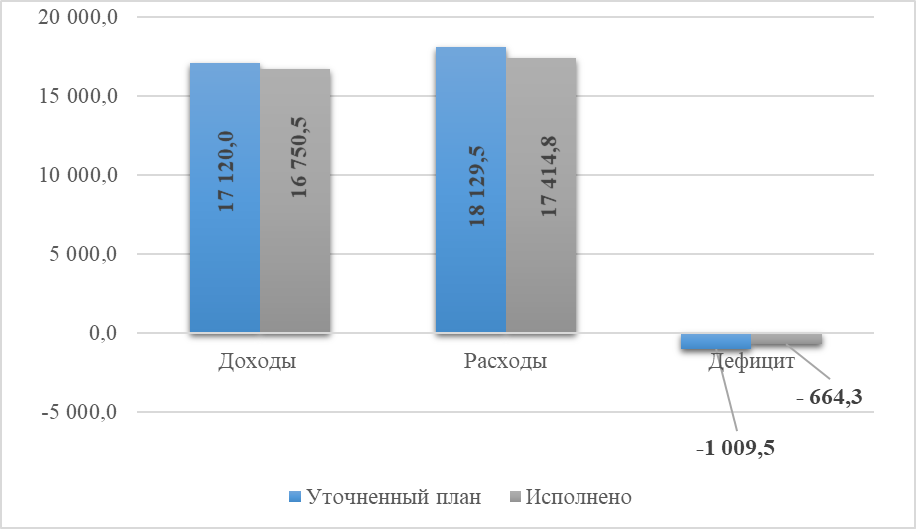 20 000,0
15 000,0
10 000,0
5 000,0
0,0
-5 000,0
17 120,0
16 750,5
18 129,5
17 414,8
Доходы
Расходы
Дефицит
- 664,3
-1 009,5
Уточненный план
Исполнено